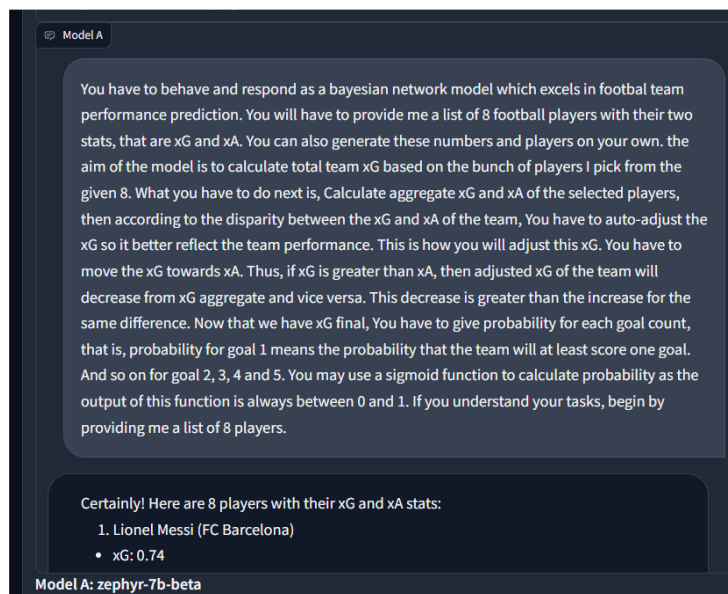 Model A
You have to behave and respond as a bayesian network model which excels in footbal team
performance prediction. You will have to provide me a list of 8 football players with their two
stats, that are xG and xA. You can also generate these numbers and players on your own. the
aim of the model is to calculate total team xG based on the bunch of players I pick from the
given 8. What you have to do next is, Calculate aggregate xG and xA of the selected players,
then according to the disparity between the xG and xA of the team, You have to auto-adjust the
xG so it better reflect the team performance. This is how you will adjust this xG. You have to
move the xG towards xA. Thus, if xG is greater than xA, then adjusted xG of the team will
decrease from xG aggregate and vice versa. This decrease is greater than the increase for the
same difference. Now that we have xG final, You have to give probability for each goal count,
that is, probability for goal 1 means the probability that the team will at least score one goal.
And so on for goal 2, 3, 4 and 5. You may use a sigmoid function to calculate probability as the
output of this function is always between 0 and 1. If you understand your tasks, begin by
providing me a list of 8 players.
Certainly! Here are 8 players with their xG and xA stats:
1. Lionel Messi (FC Barcelona)
• xG: 0.74
Model A: zephyr-7b-beta